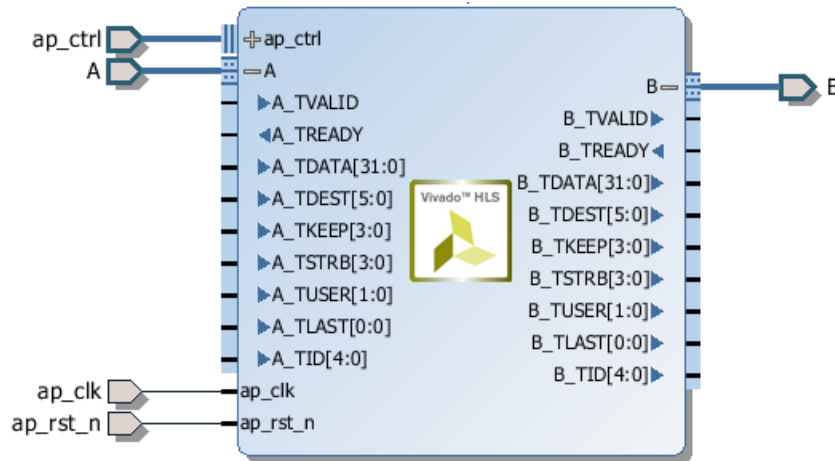 ap_ctrl
A
ap_clk
ap_rst_n
ap_ctrl
A
A_TVALID
A_TREADY
A_TDATA[31:0]
A_TDEST[5:0]
A_TKEEP[3:0]
A_TSTRB[3:0]
A_TUSER[1:0]
A_TLAST[0:0]
A_TID[4:0]
ap_clk
ap_rst_n
Vivado™ HLS
B
B_TVALID
B_TREADY
B_TDATA[31:0]
B_TDEST[5:0]
B_TKEEP[3:0]
B_TSTRB[3:0]
B_TUSER[1:0]
B_TLAST[0:0]
B_TID[4:0]
B